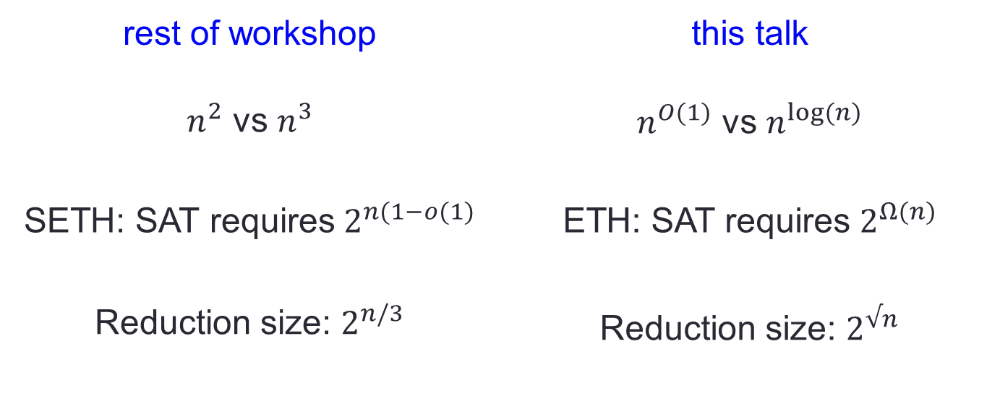 rest of workshop
this talk
$n^2$ vs $n^3$
$n^{O(1)}$ vs $n^{\log(n)}$
SETH: SAT requires $2^{n(1-o(1)}$
ETH: SAT requires $2^{\Omega(n)}$
Reduction size: $2^{n/3}$
Reduction size: $2^{\sqrt{n}}$